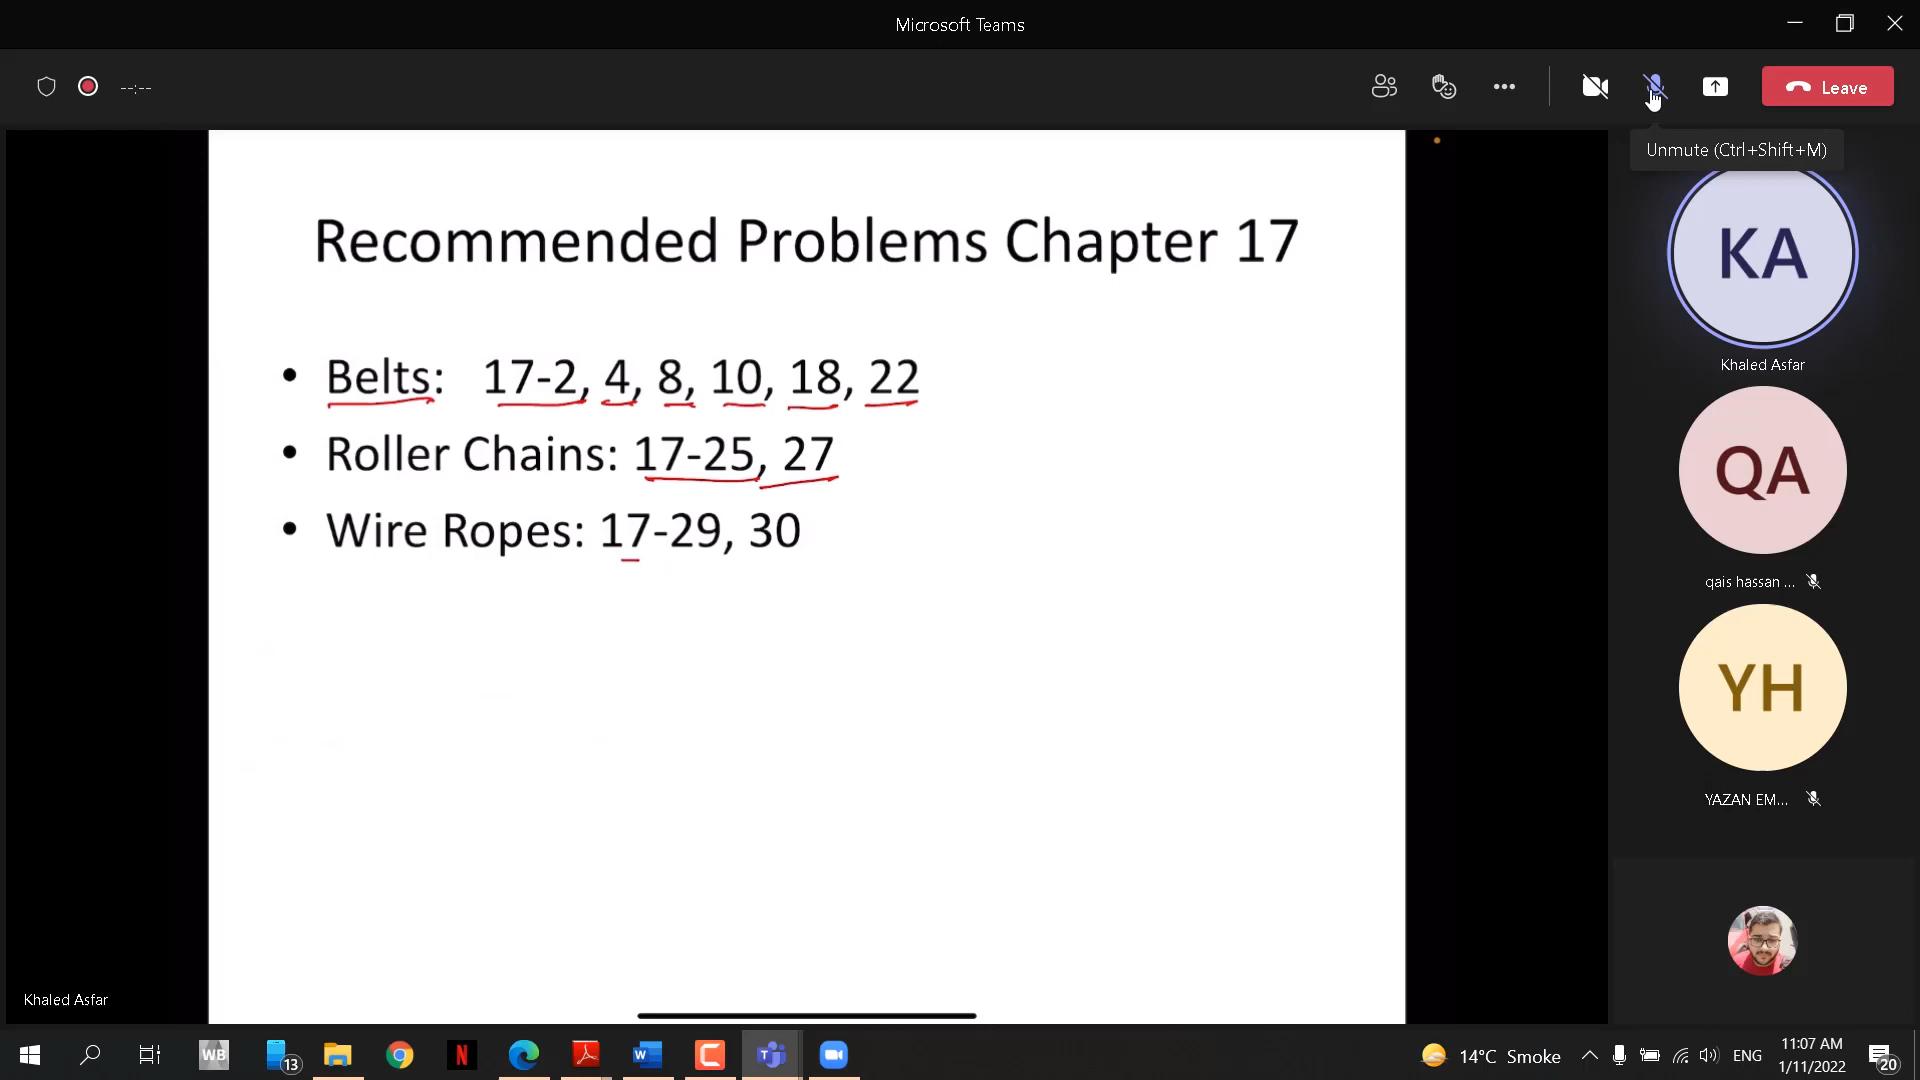 Microsoft Teams
--:--
Leave
Unmute (Ctrl+Shift+M)
Recommended Problems Chapter 17
• Belts: 17-2, 4, 8, 10, 18, 22
• Roller Chains: 17-25, 27
• Wire Ropes: 17-29, 30
KA
Khaled Asfar
QA
qais hassan ...
YH
YAZAN EM...
Khaled Asfar
WB
13
N
W
T
14°C Smoke
ENG
11:07 AM
1/11/2022
20